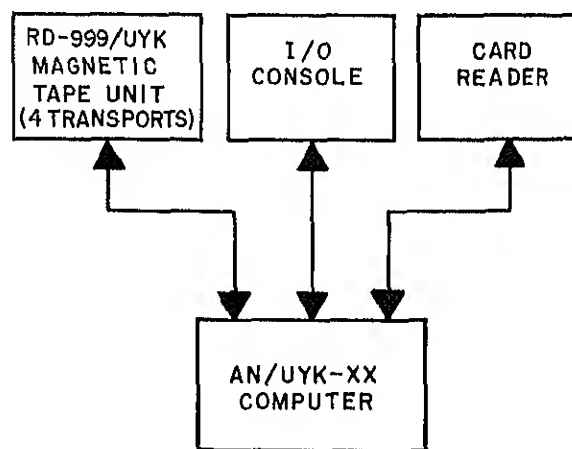 RD-999/UYK
MAGNETIC
TAPE UNIT
(4 TRANSPORTS)
I/O
CONSOLE
CARD
READER
AN/UYK-XX
COMPUTER